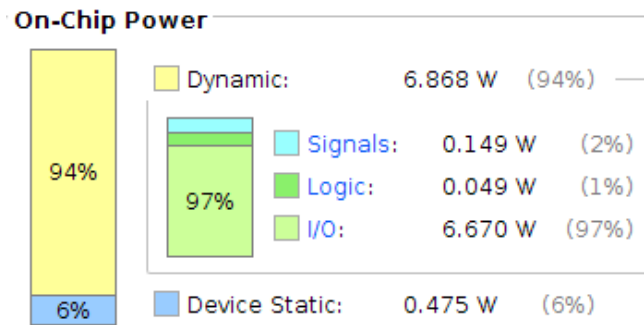 On-Chip Power
Dynamic: 6.868 W (94%)
94%
Signals: 0.149 W (2%)
Logic: 0.049 W (1%)
97%
I/O: 6.670 W (97%)
6%
Device Static: 0.475 W (6%)